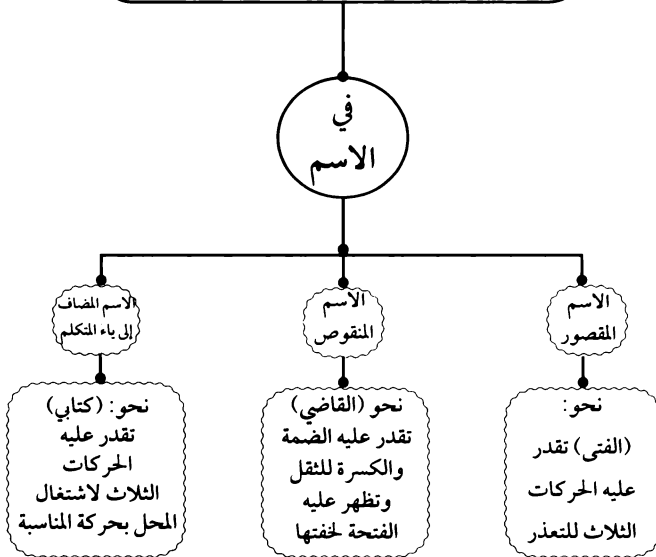 في
الاسم
الاسم
المقصور
الاسم
المنقوص
الاسم المضاف
إلى ياء المتكلم
نحو:
(الفتى) تقدر
عليه الحركات
الثلاث للتعذر
نحو (القاضي)
تقدر عليه الضمة
والكسرة للثقل
وتظهر عليه
الفتحة لخفتها
نحو: (كتابي)
تقدر عليه
الحركات
الثلاث لاشتغال
المحل بحركة المناسبة